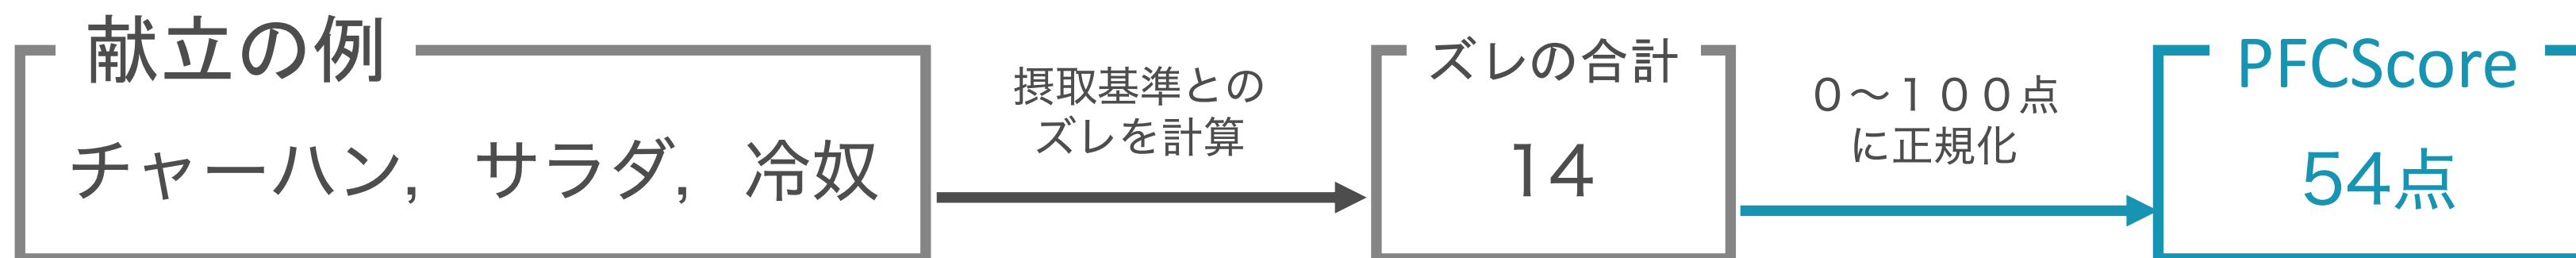 献立の例
チャーハン， サラダ， 冷奴
摂取基準との
ズレを計算
ズレの合計
14
０～１００点
に正規化
PFCScore
54点